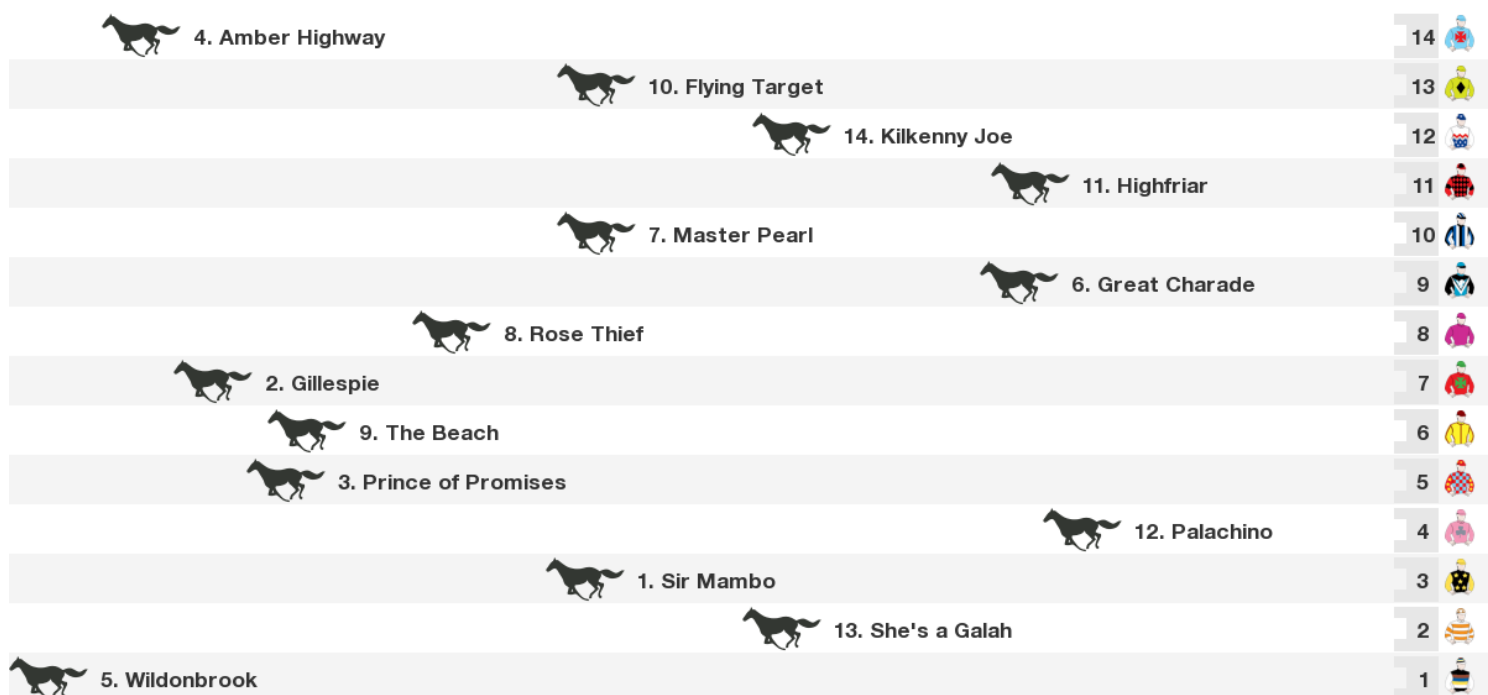 4. Amber Highway 14
10. Flying Target 13
14. Kilkenny Joe 12
11. Highfriar 11
7. Master Pearl 10
6. Great Charade 9
8. Rose Thief 8
2. Gillespie 7
9. The Beach 6
3. Prince of Promises 5
12. Palachino 4
1. Sir Mambo 3
13. She's a Galah 2
5. Wildonbrook 1